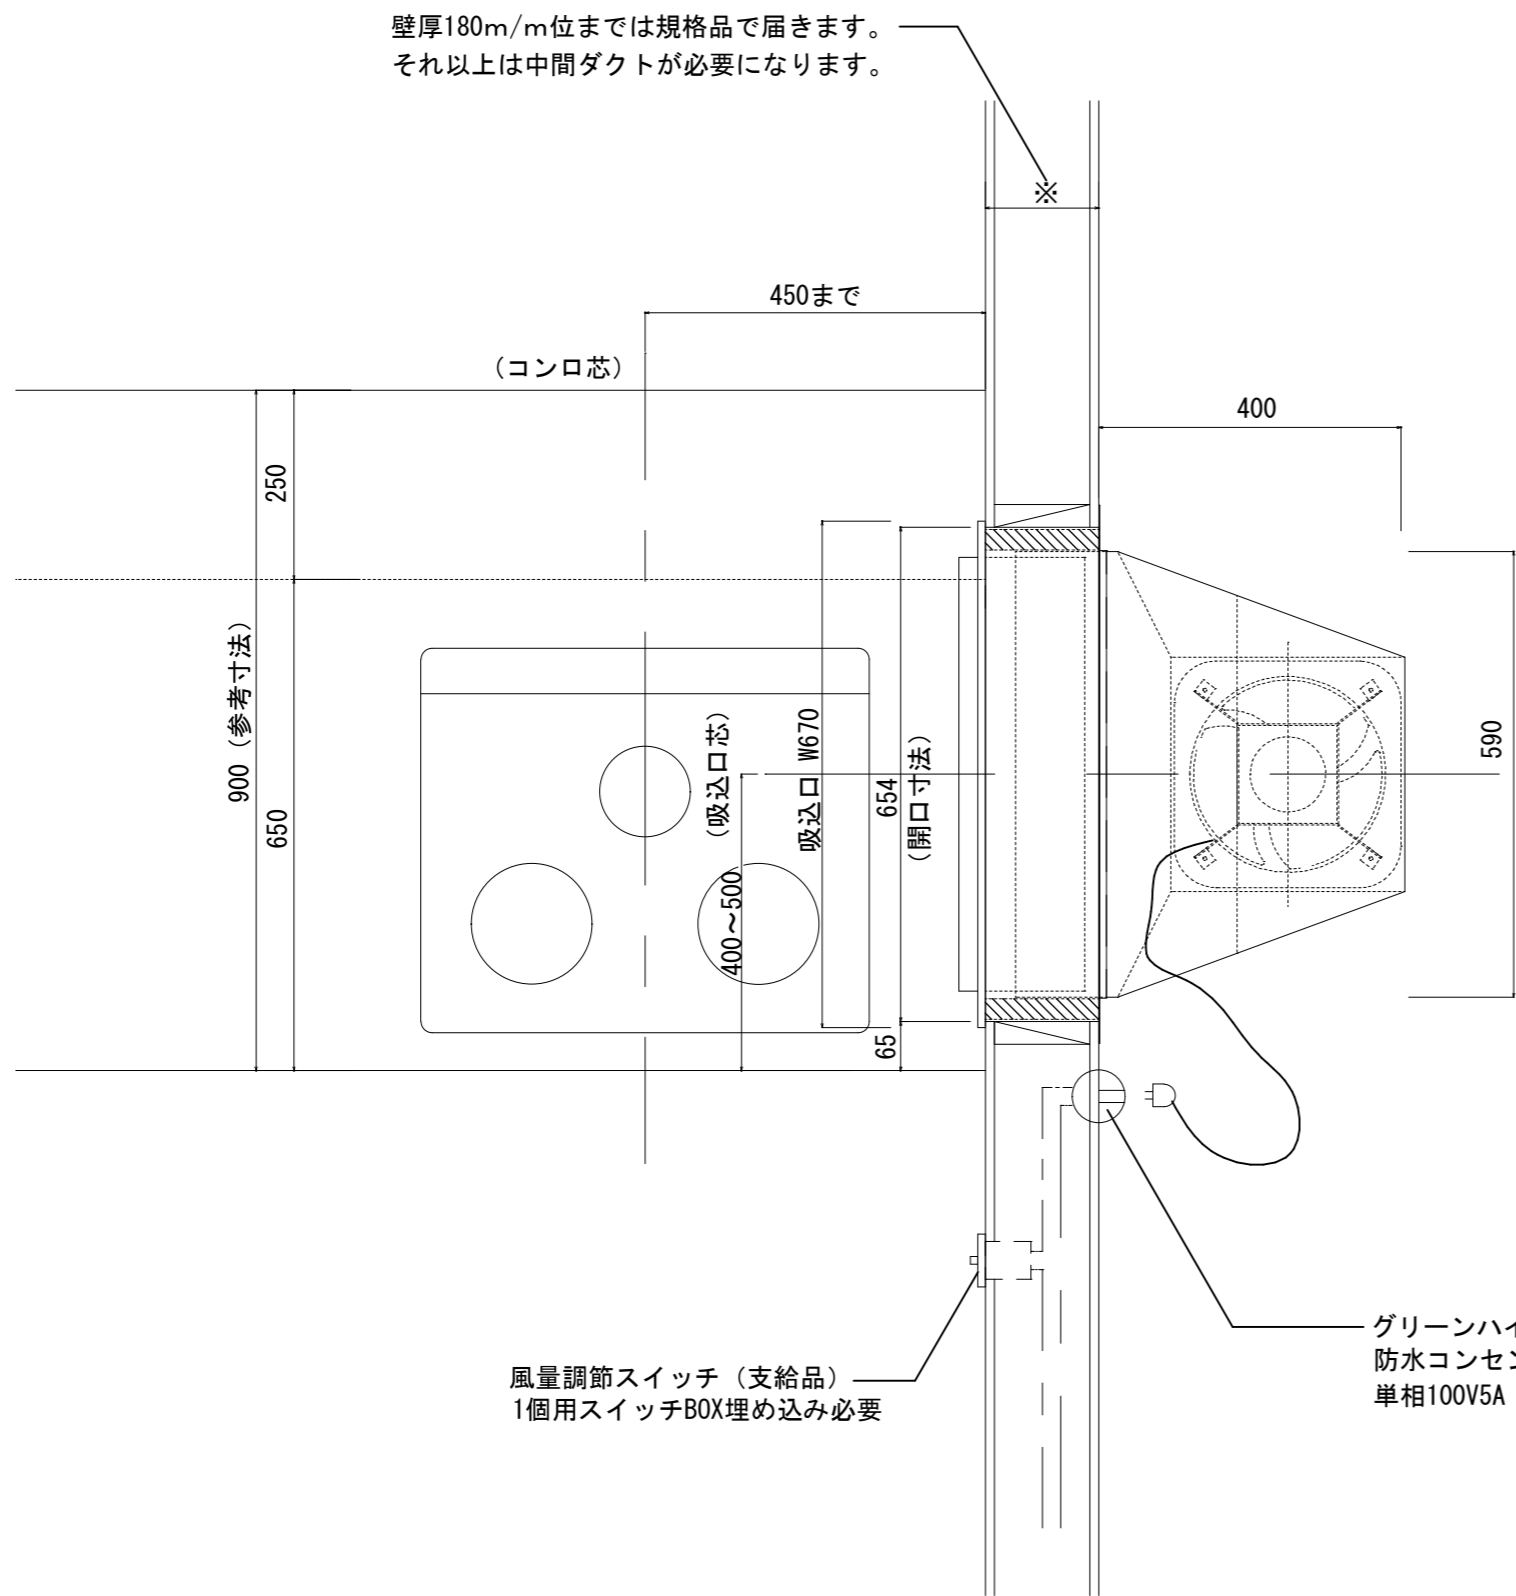 壁厚180m/m位までは規格品で届きます。
それ以上は中間ダクトが必要になります。
※
450まで
(コンロ芯)
400
250
900 (参考寸法)
650
(吸込口芯)
400～500
吸込口 W670
654
(開口寸法)
65
590
風量調節スイッチ (支給品)
1個用スイッチBOX埋め込み必要
グリーンハイ
防水コンセン
単相100V5A